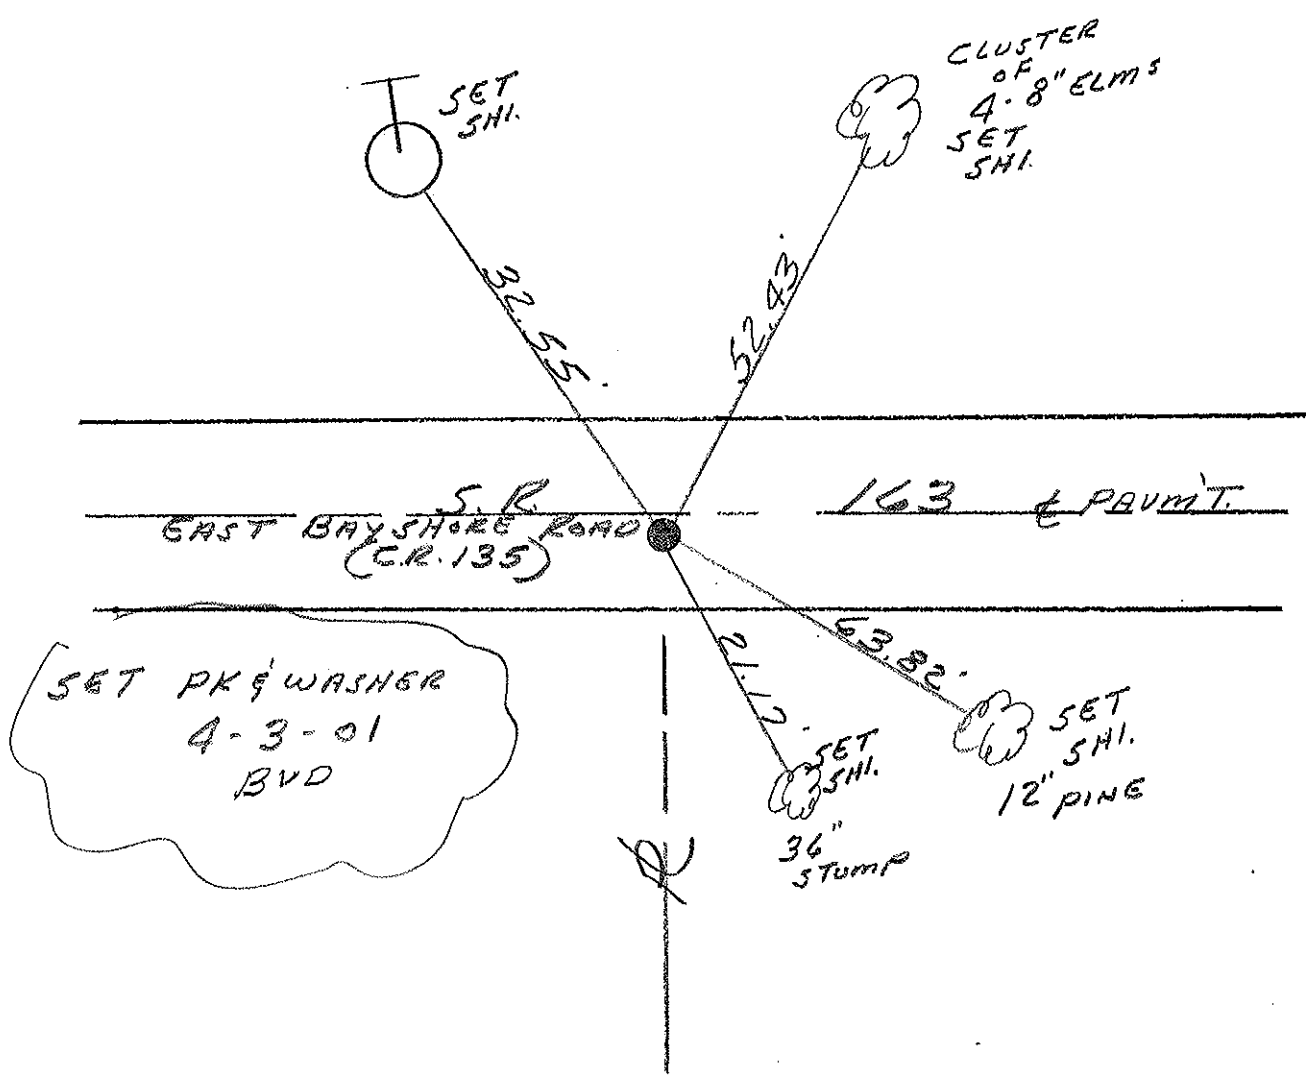 SET
SHI.
CLUSTER
OF
4-8" ELMS
SET
SHI.
32.55
52.43
S.R. 163 ℄ PAVM'T.
EAST BAYSHORE ROAD
(C.R. 135)
63.82
21.17
SET PK & WASHER
4-3-01
BVD
SET
SHI.
36"
STUMP
SET
SHI.
12" PINE